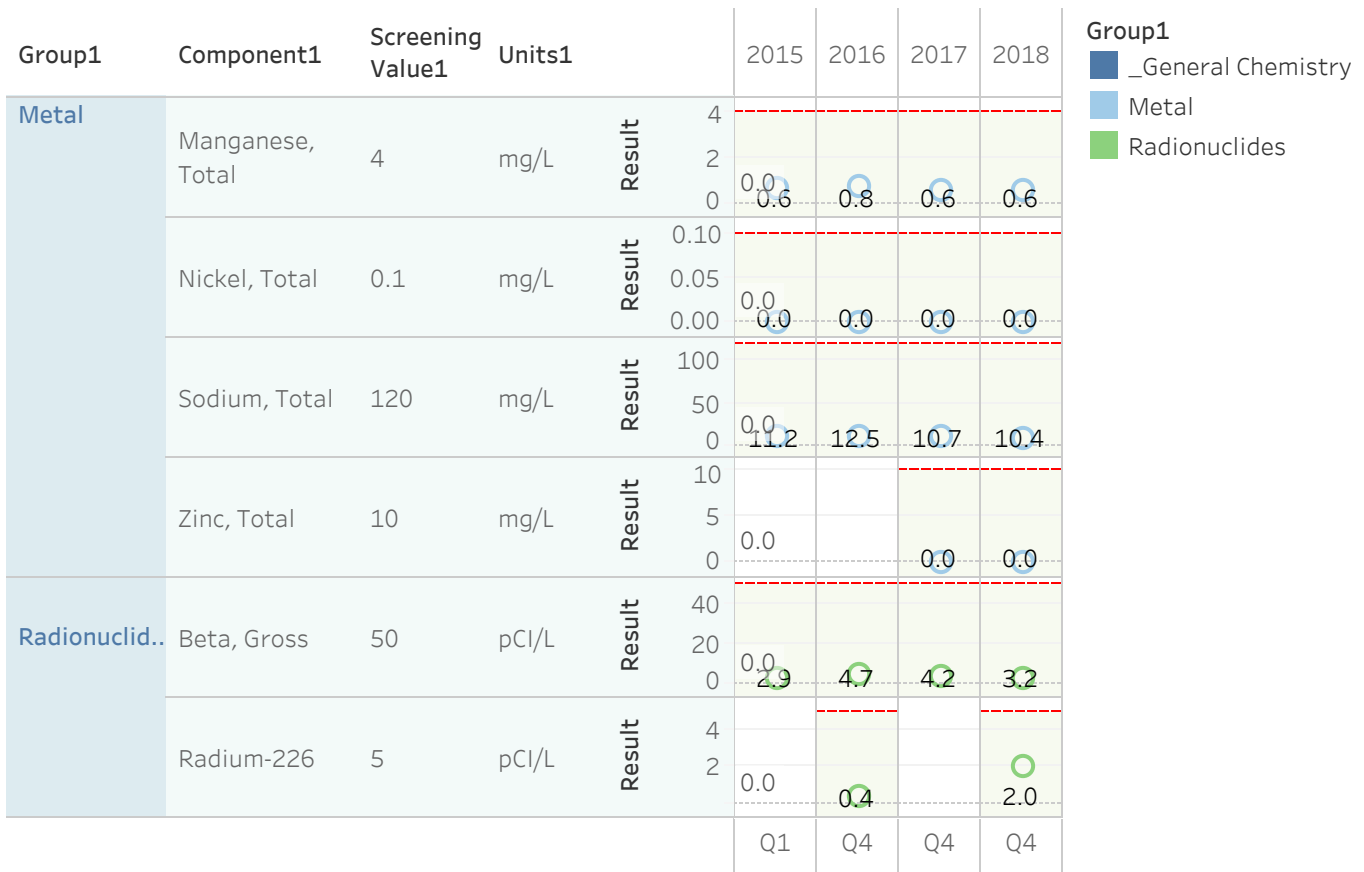 Group1 Component1 Screening Value1 Units1 2015 2016 2017 2018
Metal
Manganese, Total 4 mg/L Result 4 2 0
0.0
0.6 0.8 0.6 0.6
Nickel, Total 0.1 mg/L Result 0.10 0.05 0.00
0.0
0.0 0.0 0.0 0.0
Sodium, Total 120 mg/L Result 100 50 0
0.0
11.2 12.5 10.7 10.4
Zinc, Total 10 mg/L Result 10 5 0
0.0
0.0 0.0
Radionuclid..
Beta, Gross 50 pCI/L Result 40 20 0
0.0
2.9 4.7 4.2 3.2
Radium-226 5 pCI/L Result 4 2
0.0
0.4 2.0
Q1 Q4 Q4 Q4
Group1
_General Chemistry
Metal
Radionuclides